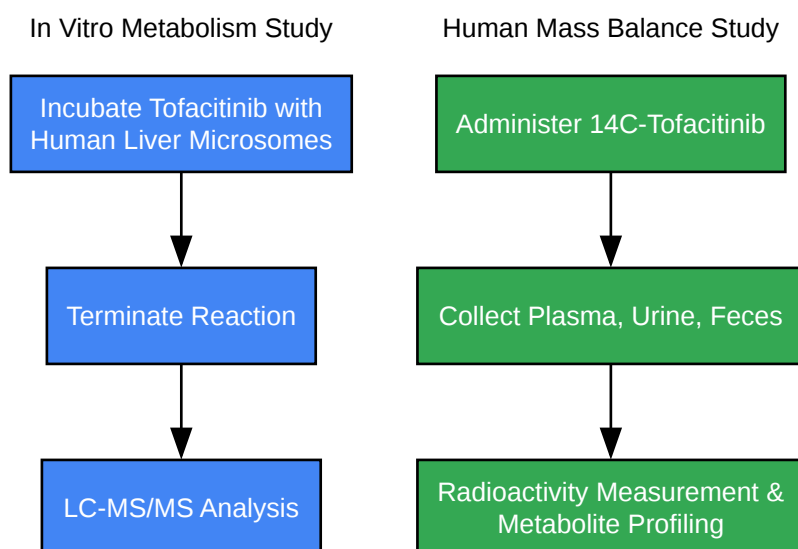 In Vitro Metabolism Study
Incubate Tofacitinib with
Human Liver Microsomes
Terminate Reaction
LC-MS/MS Analysis
Human Mass Balance Study
Administer 14C-Tofacitinib
Collect Plasma, Urine, Feces
Radioactivity Measurement &
Metabolite Profiling